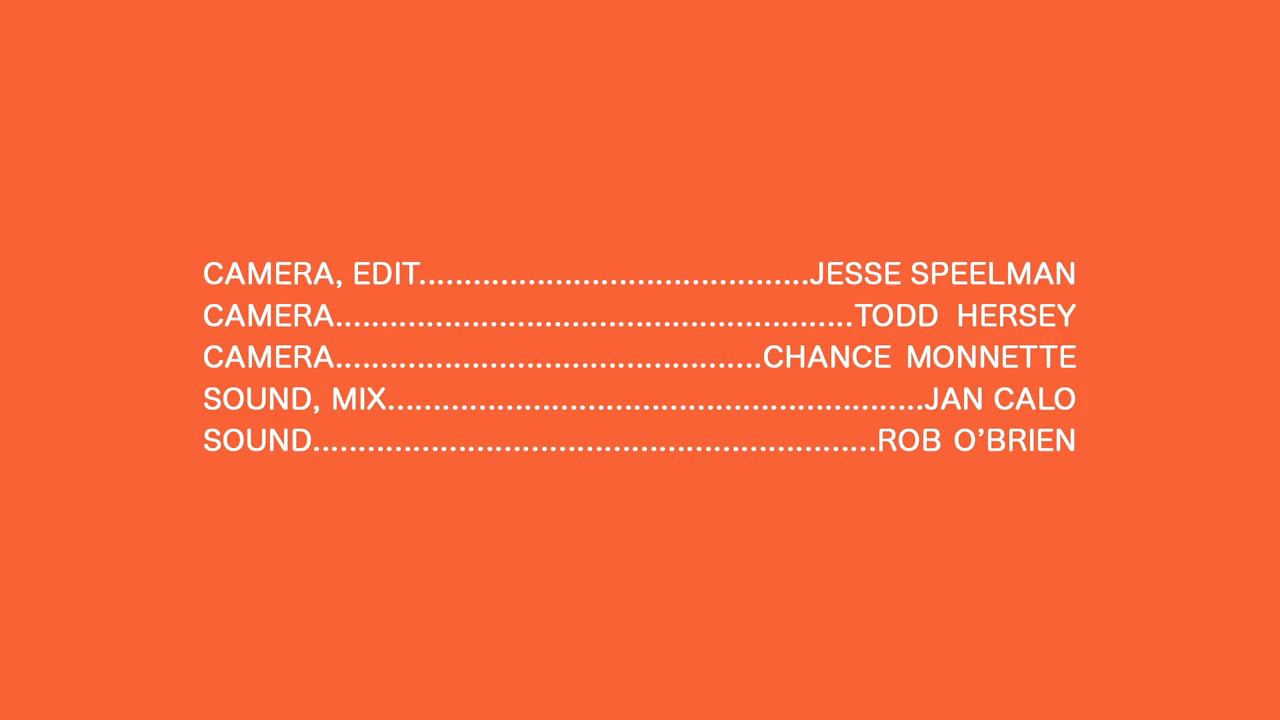 CAMERA, EDIT...........................................JESSE SPEELMAN
CAMERA.........................................................TODD  HERSEY
CAMERA...............................................CHANCE  MONNETTE
SOUND, MIX...........................................................JAN CALO
SOUND..............................................................ROB O’BRIEN